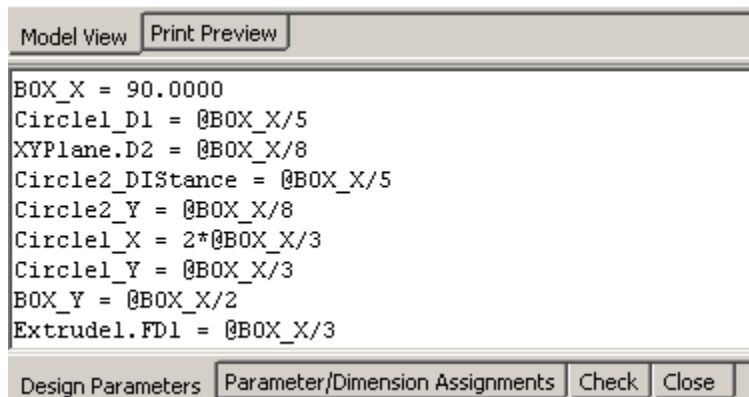 Model View Print Preview
BOX_X = 90.0000
Circle1_D1 = @BOX_X/5
XYPlane.D2 = @BOX_X/8
Circle2_DIStance = @BOX_X/5
Circle2_Y = @BOX_X/8
Circle1_X = 2*@BOX_X/3
Circle1_Y = @BOX_X/3
BOX_Y = @BOX_X/2
Extrude1.FD1 = @BOX_X/3
Design Parameters Parameter/Dimension Assignments Check Close